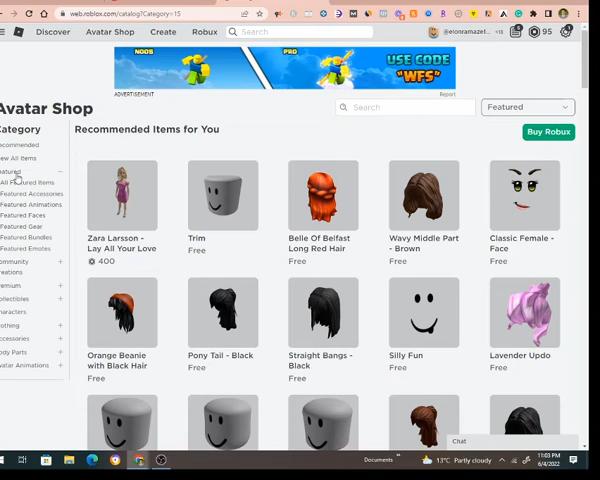 web.roblox.com/catalog?Category=15
Discover
Avatar Shop
Create
Robux
Search
@elonramazel...
+13
95
NOOB
PRO
USE CODE
"WFS"
ADVERTISEMENT
Report
Avatar Shop
Search
Featured
Category
Recommended Items for You
Buy Robux
ecommended
ew All Items
eatured
All Featured Items
Featured Accessories
Featured Animations
Featured Faces
Featured Gear
Featured Bundles
Featured Emotes
ommunity
reations
remium
ollectibles
haracters
othing
ccessories
ody Parts
vatar Animations
Zara Larsson -
Lay All Your Love
400
Trim
Free
Belle Of Belfast
Long Red Hair
Free
Wavy Middle Part
- Brown
Free
Classic Female -
Face
Free
Orange Beanie
with Black Hair
Free
Pony Tail - Black
Free
Straight Bangs -
Black
Free
Silly Fun
Free
Lavender Updo
Free
Chat
Documents
13°C Partly cloudy
11:03 PM
6/4/2022